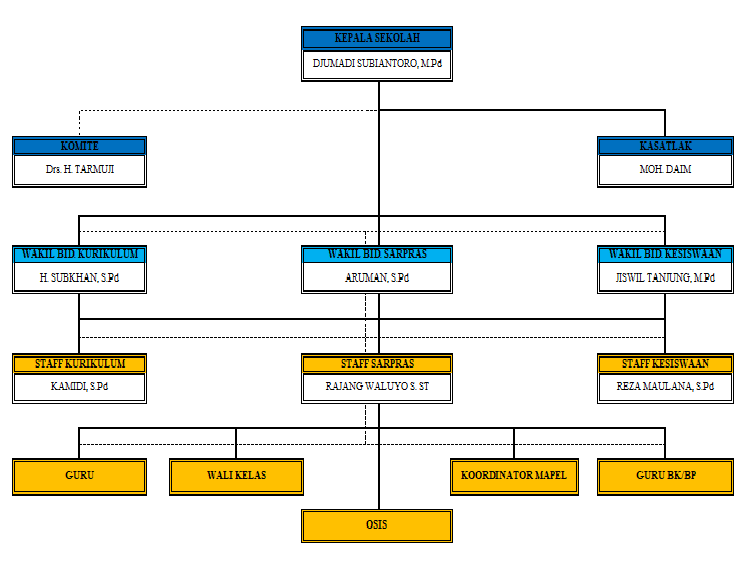 KEPALA SEKOLAH
DJUMADI SUBIANTORO, M.Pd
KOMITE
Drs. H. TARMUJI
KASATLAK
MOH. DAIM
WAKIL BID KURIKULUM
H. SUBKHAN, S.Pd
WAKIL BID SARPRAS
ARUMAN, S.Pd
WAKIL BID KESISWAAN
JISWIL TANJUNG, M.Pd
STAFF KURIKULUM
KAMIDI, S.Pd
STAFF SARPRAS
RAJANG WALUYO S. ST
STAFF KESISWAAN
REZA MAULANA, S.Pd
GURU
WALI KELAS
KOORDINATOR MAPEL
GURU BK/BP
OSIS